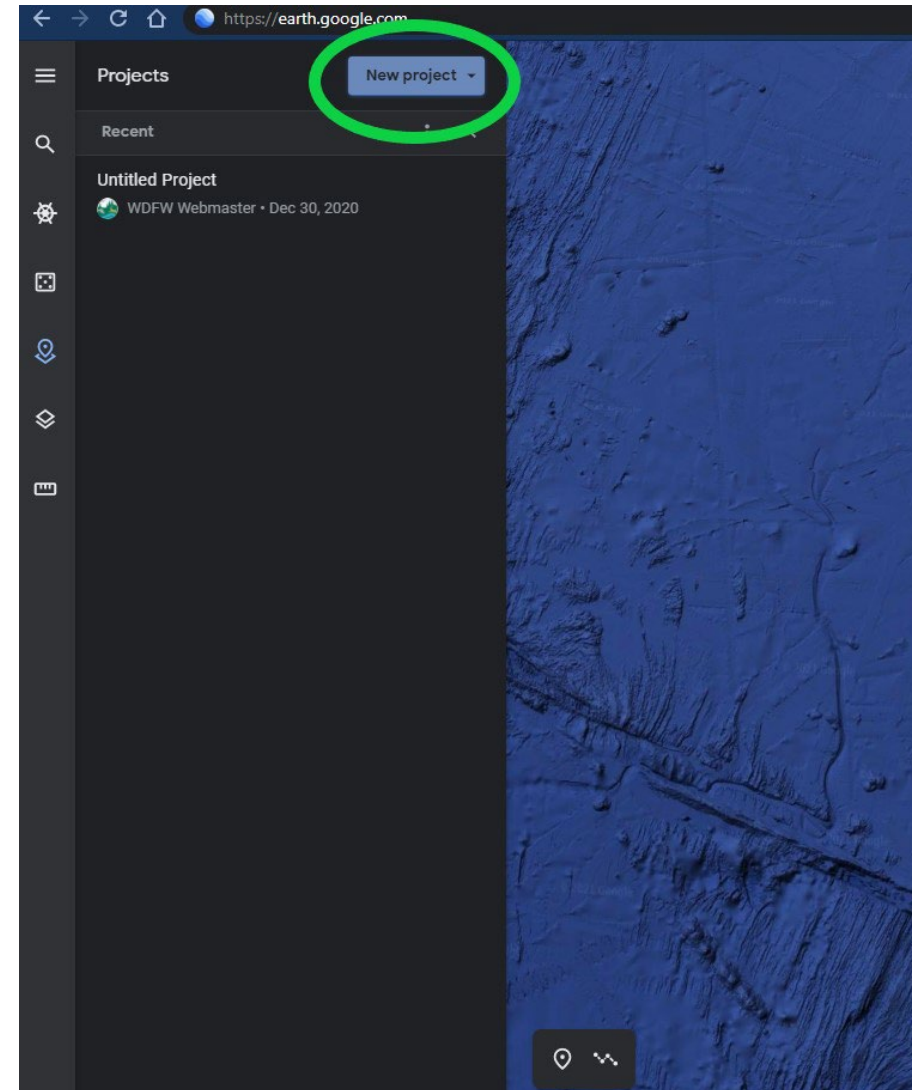 https://earth.google.com
Projects
New project
Recent
Untitled Project
WDFW Webmaster • Dec 30, 2020